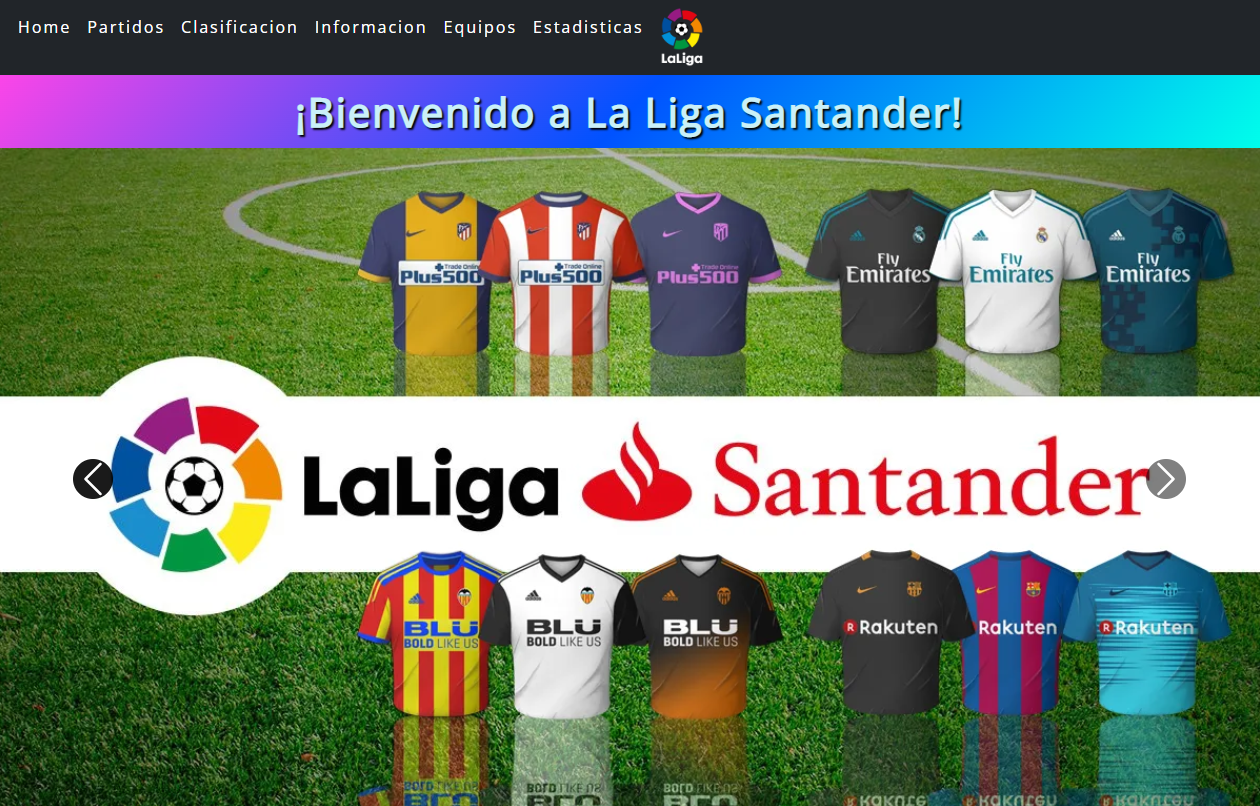 Home Partidos Clasificacion Informacion Equipos Estadisticas
LaLiga
¡Bienvenido a La Liga Santander!
Trade Online
Plus500
Trade Online
Plus500
Trade Online
Plus500
Fly
Emirates
Fly
Emirates
Fly
Emirates
LaLiga Santander
BLU
BOLD LIKE US
BLU
BOLD LIKE US
BLU
BOLD LIKE US
R Rakuten
Rakuten
R Rakuten